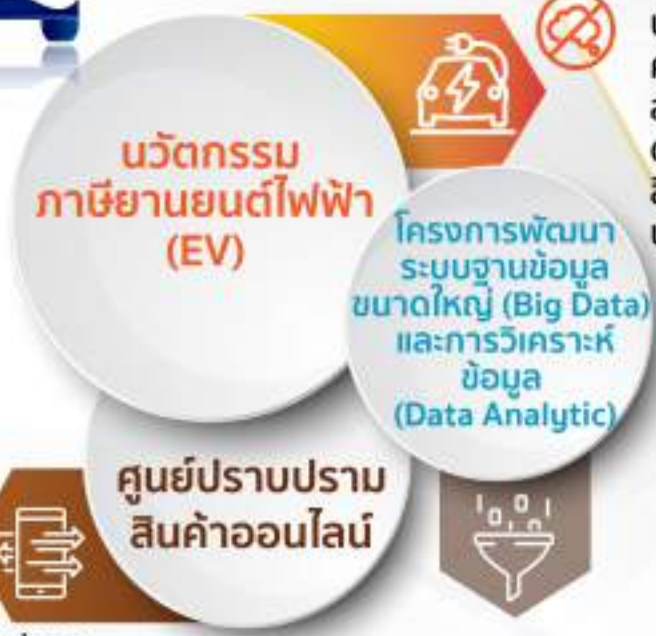 นวัตกรรม
ภาษียานยนต์ไฟฟ้า
(EV)
โครงการพัฒนา
ระบบฐานข้อมูล
ขนาดใหญ่ (Big Data)
และการวิเคราะห์
ข้อมูล
(Data Analytic)
ศูนย์ปราบปราม
สินค้าออนไลน์